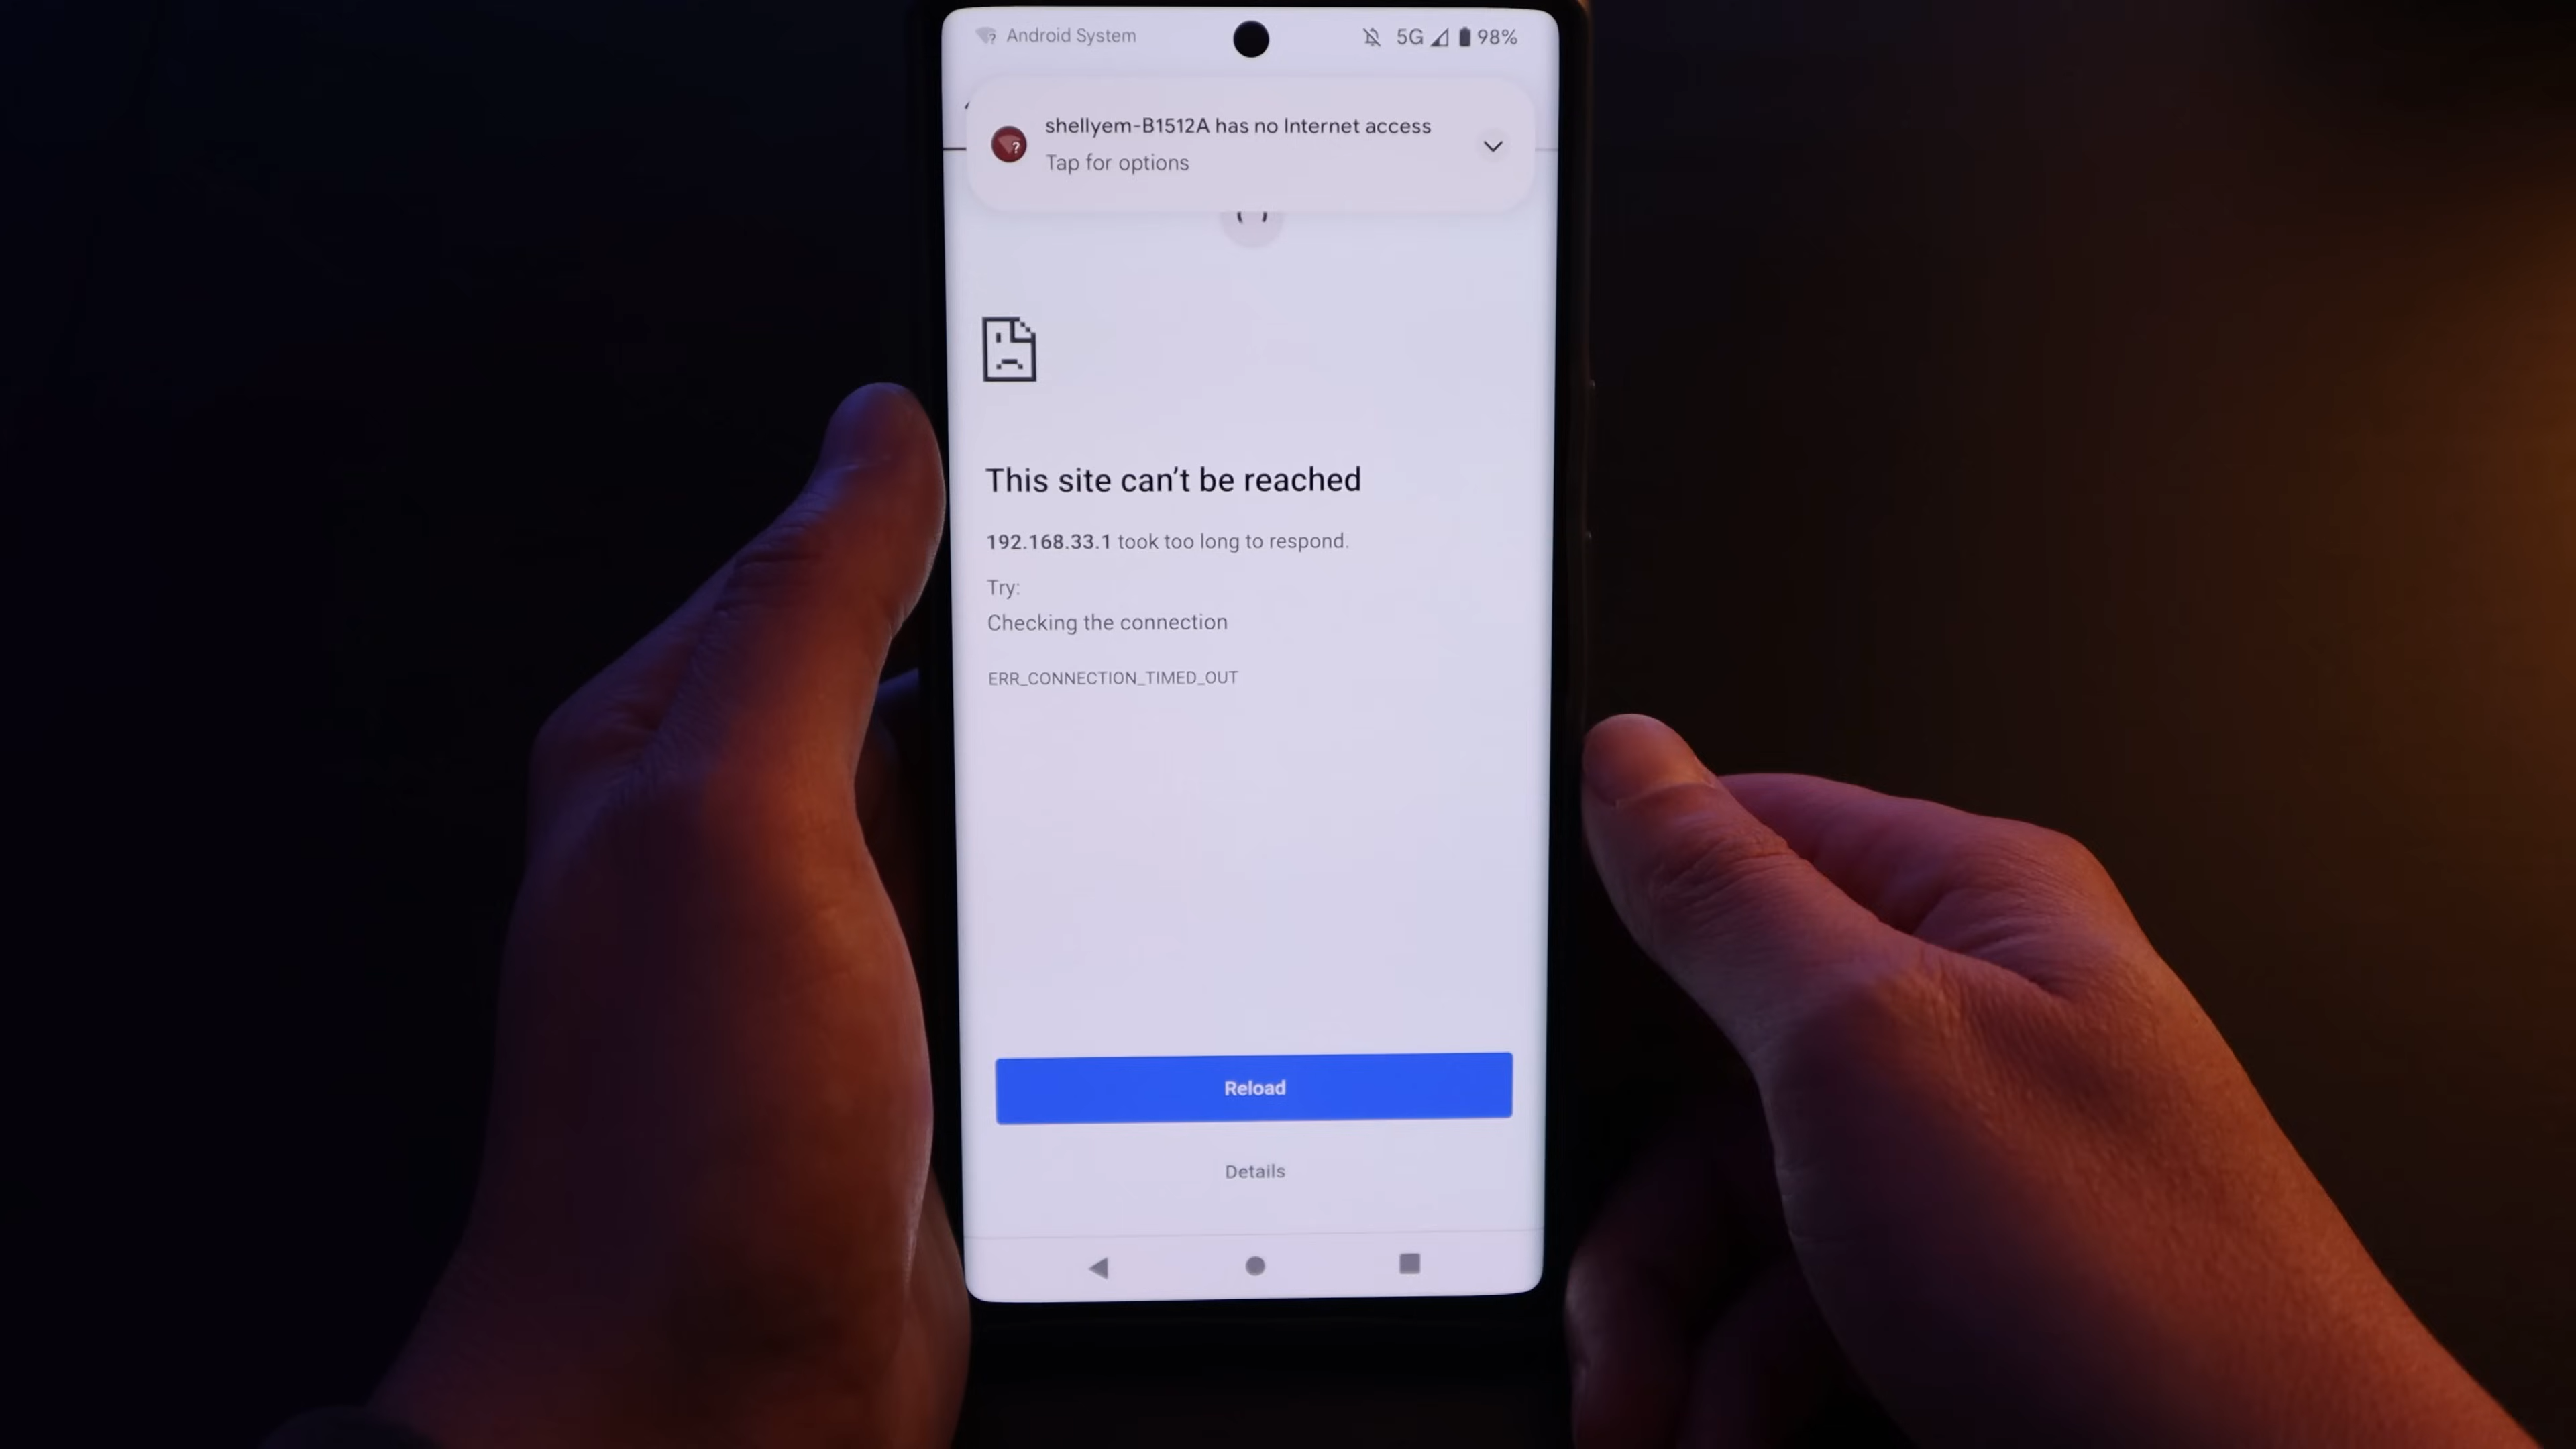 Android System
5G 98%
shellyem-B1512A has no Internet access
Tap for options
This site can’t be reached
192.168.33.1 took too long to respond.
Try:
Checking the connection
ERR_CONNECTION_TIMED_OUT
Reload
Details